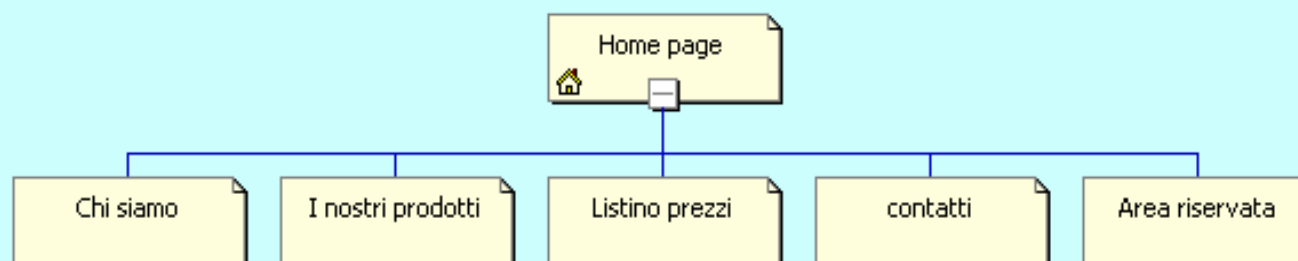 Home page
Chi siamo
I nostri prodotti
Listino prezzi
contatti
Area riservata